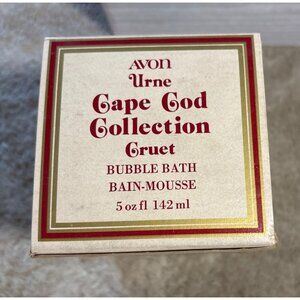 AVON
Urne
Cape Cod
Collection
Cruet
BUBBLE BATH
BAIN-MOUSSE
5 oz fl 142 ml